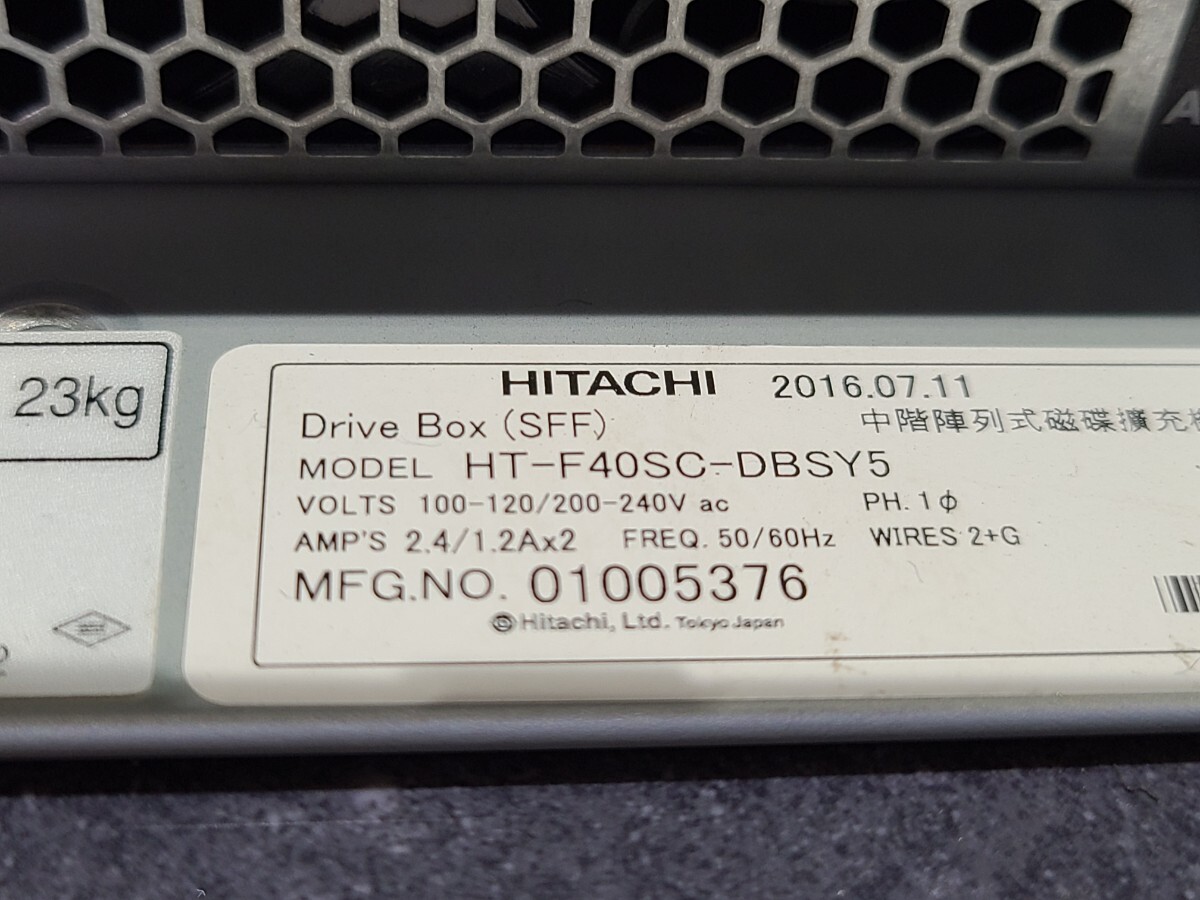 23kg
HITACHI 2016.07.11
Drive Box (SFF) 中階陣列式磁碟擴充
MODEL HT-F40SC-DBSY5
VOLTS 100-120/200-240V ac PH. 1φ
AMP'S 2.4/1.2Ax2 FREQ. 50/60Hz WIRES 2+G
MFG.NO. 01005376
©Hitachi, Ltd. Tokyo Japan